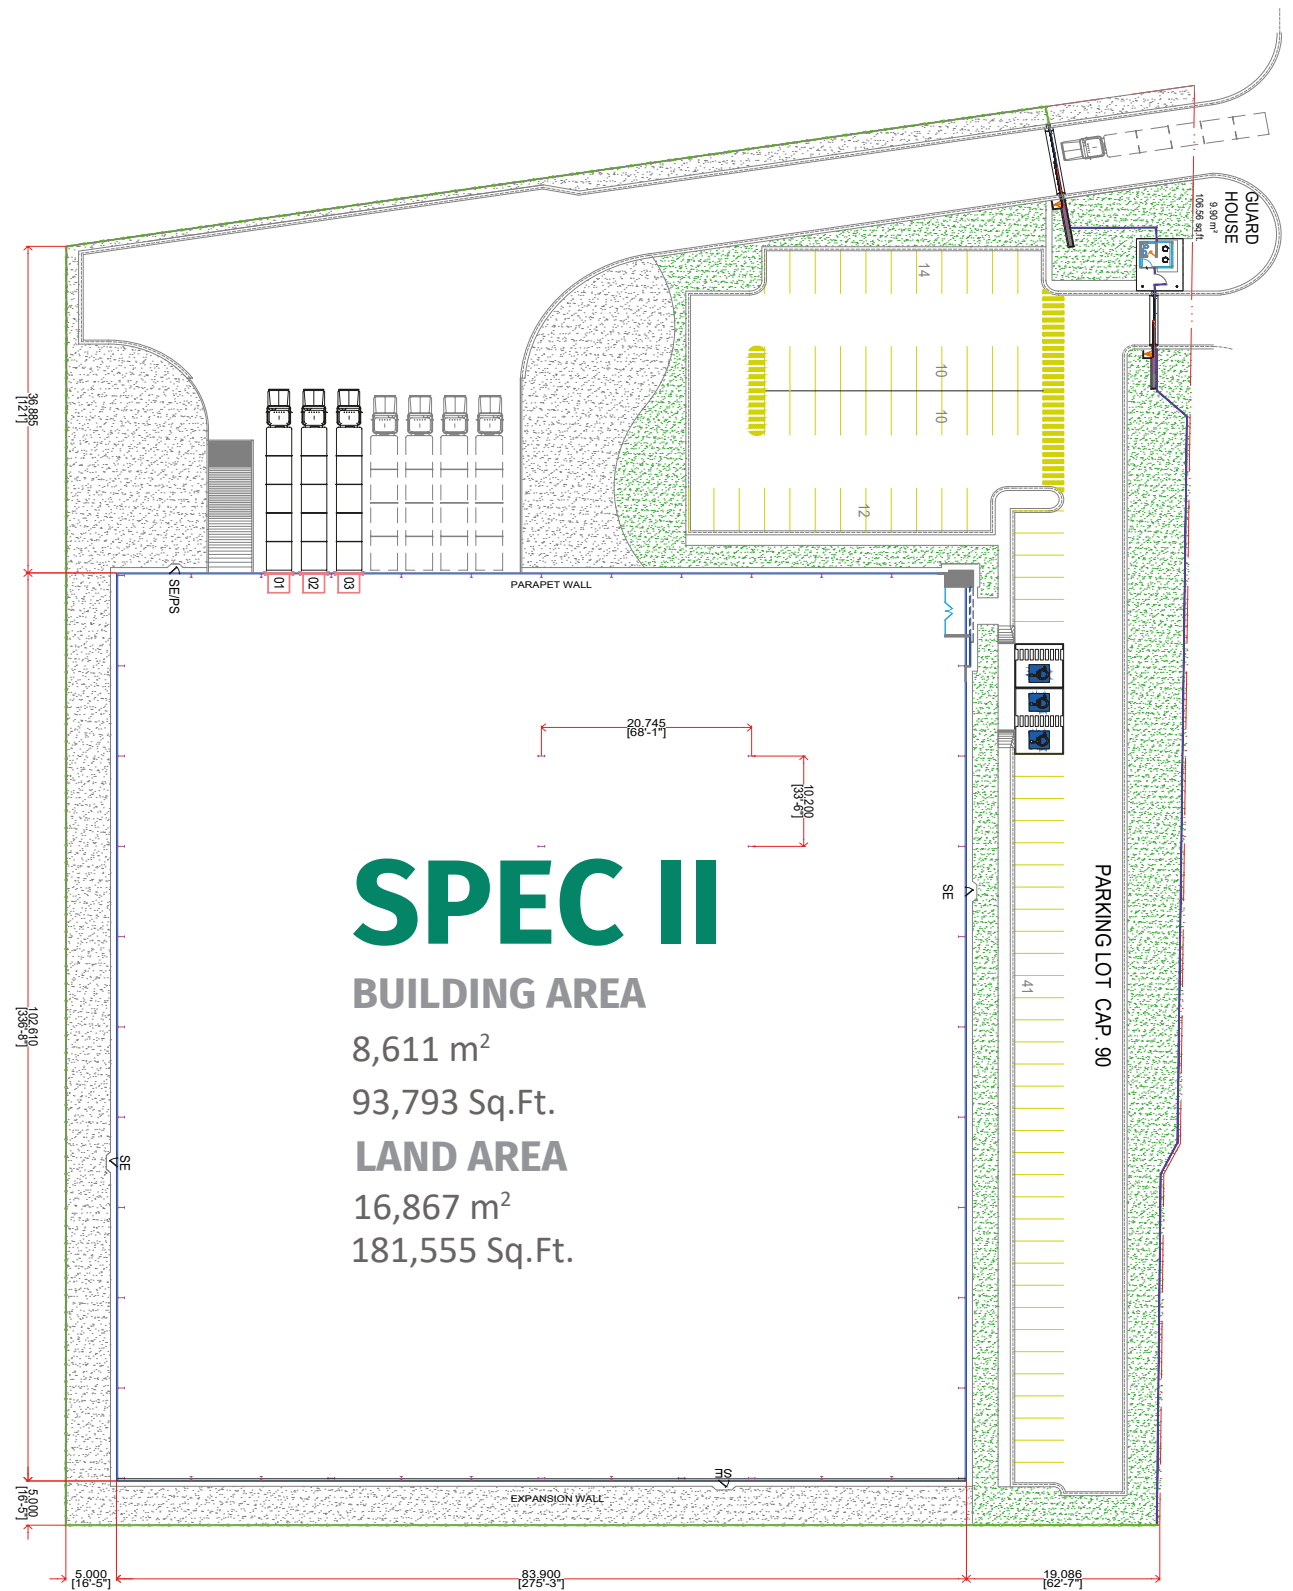 GUARD
HOUSE
9.90 m²
106.56 sq.ft.
14
10
10
12
36.885
[121']
01
02
03
PARAPET WALL
SE/PS
20.745
[68'-1"]
10.200
[33'-6"]
SPEC II
BUILDING AREA
8,611 m²
93,793 Sq.Ft.
LAND AREA
16,867 m²
181,555 Sq.Ft.
SE
41
PARKING LOT CAP. 90
102.610
[336'-8"]
SE
SE
EXPANSION WALL
5.000
[16'-5"]
5.000
[16'-5"]
83.900
[275'-3"]
19.086
[62'-7"]